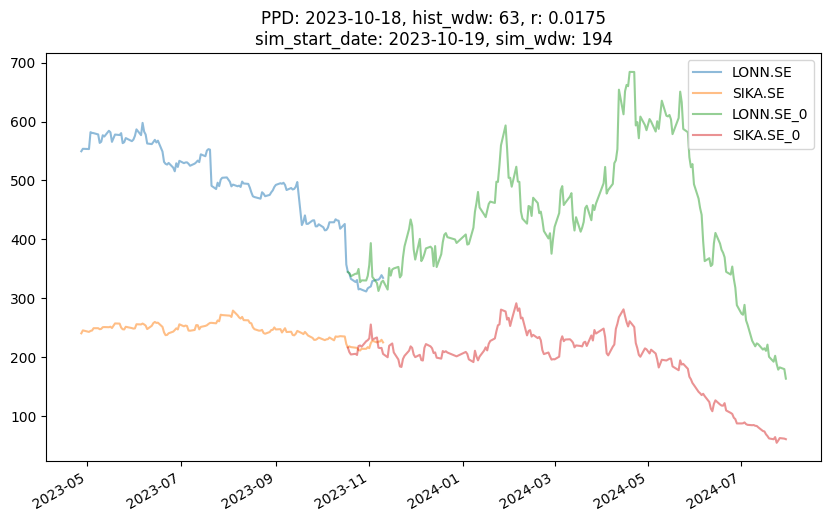 PPD: 2023-10-18, hist_wdw: 63, r: 0.0175
sim_start_date: 2023-10-19, sim_wdw: 194
700
600
500
400
300
200
100
LONN.SE
SIKA.SE
LONN.SE_0
SIKA.SE_0
2023-05
2023-07
2023-09
2023-11
2024-01
2024-03
2024-05
2024-07